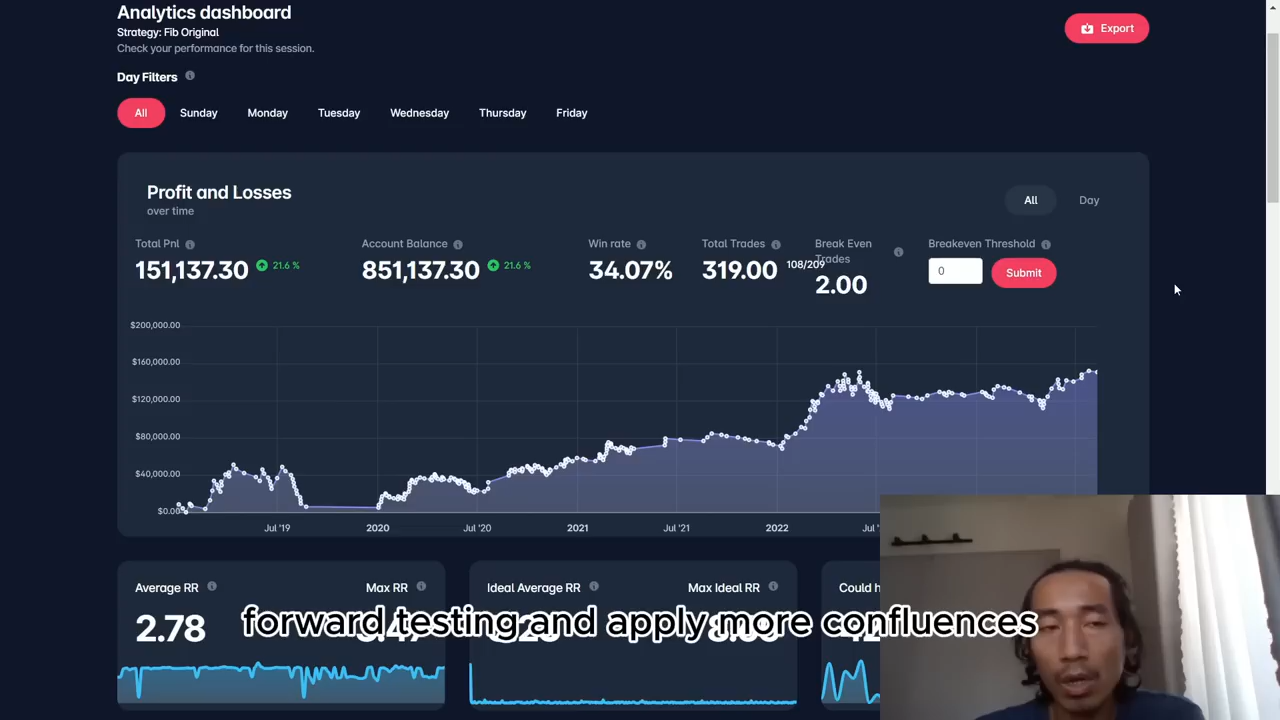 Analytics dashboard
Strategy: Fib Original
Check your performance for this session.
Export
Day Filters
All Sunday Monday Tuesday Wednesday Thursday Friday
Profit and Losses
over time
All Day
Total Pnl Account Balance Win rate Total Trades Break Even Trades Breakeven Threshold
151,137.30 21.6 % 851,137.30 21.6 % 34.07% 319.00 108/209 2.00 0 Submit
$200,000.00
$160,000.00
$120,000.00
$80,000.00
$40,000.00
$0.00
Jul '19 2020 Jul '20 2021 Jul '21 2022
Average RR Max RR Ideal Average RR Max Ideal RR
2.78
forward testing and apply more confluences